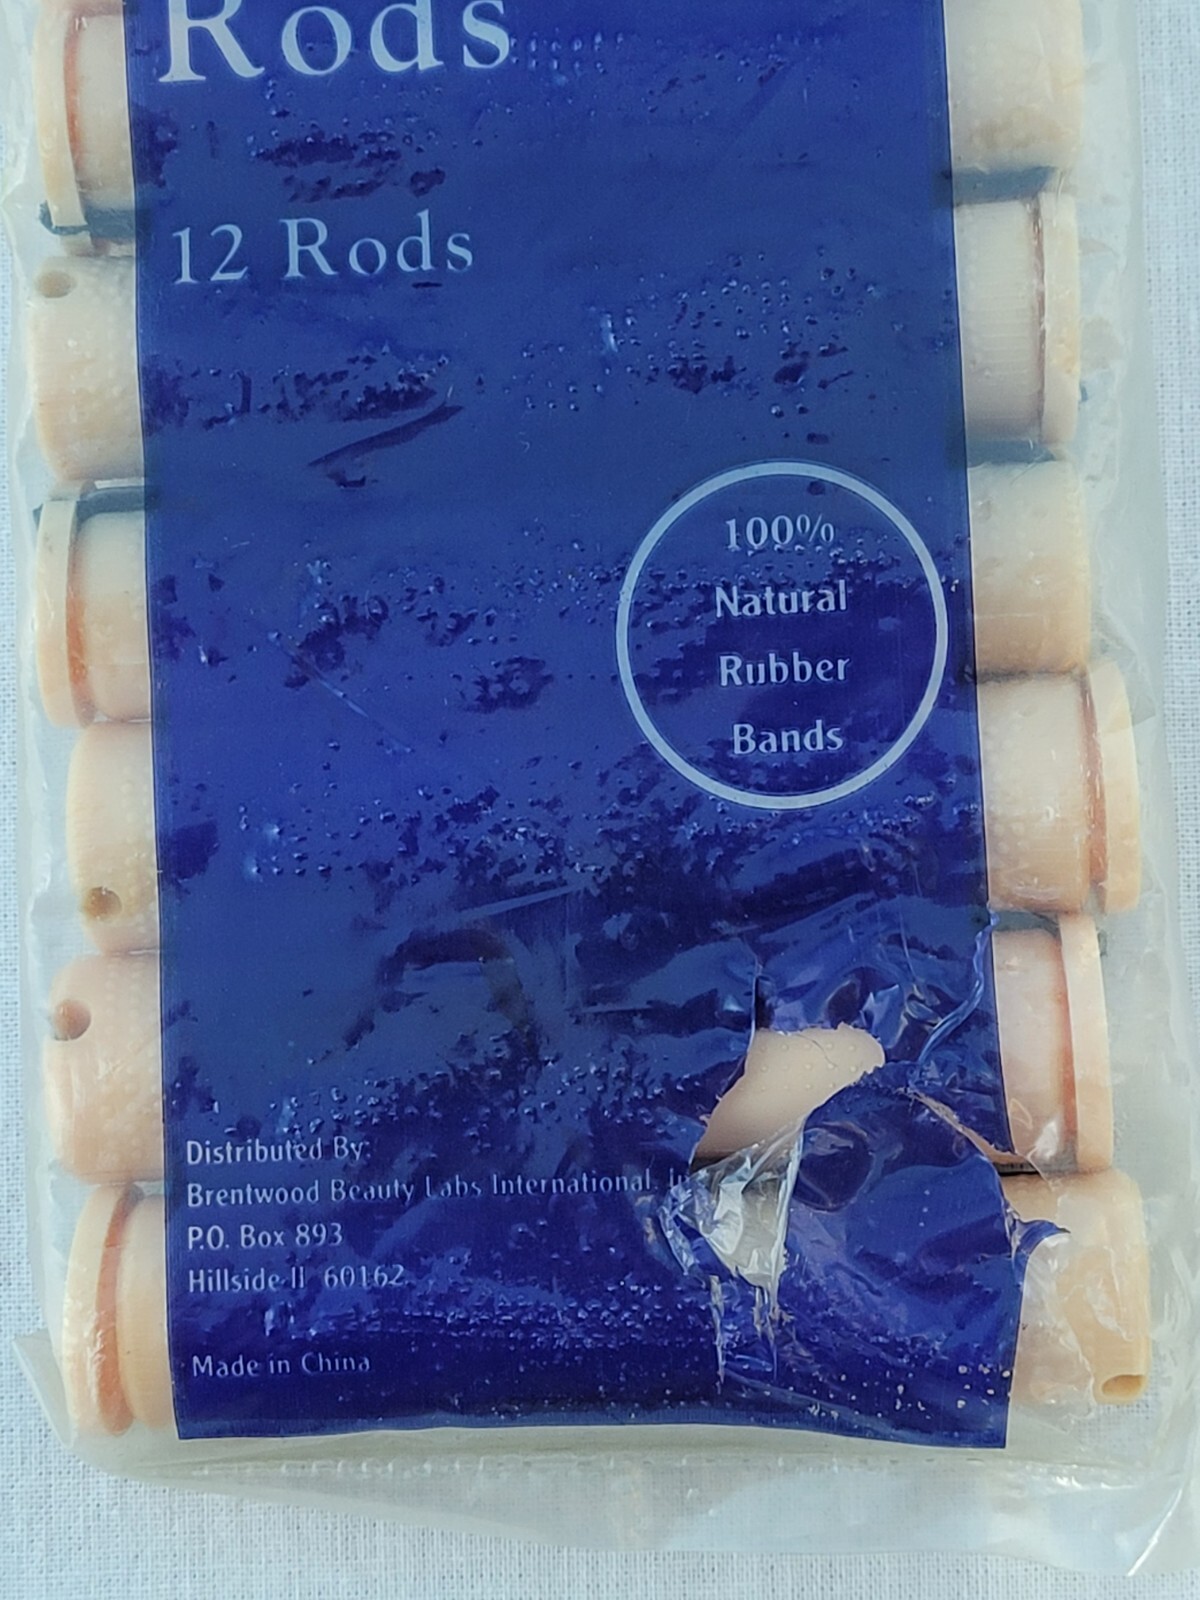 Rods
12 Rods
100%
Natural
Rubber
Bands
Distributed By:
Brentwood Beauty Labs International,
P.O. Box 893
Hillside Il 60162
Made in China